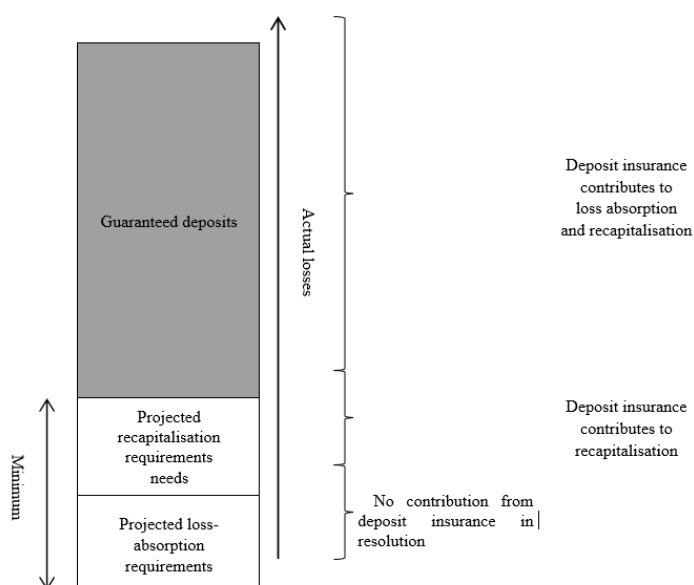 Guaranteed deposits
Projected
recapitalisation
requirements
needs
Projected loss-
absorption
requirements
Minimum
Actual losses
Deposit insurance
contributes to
loss absorption
and recapitalisation
Deposit insurance
contributes to
recapitalisation
No contribution from
deposit insurance in
resolution